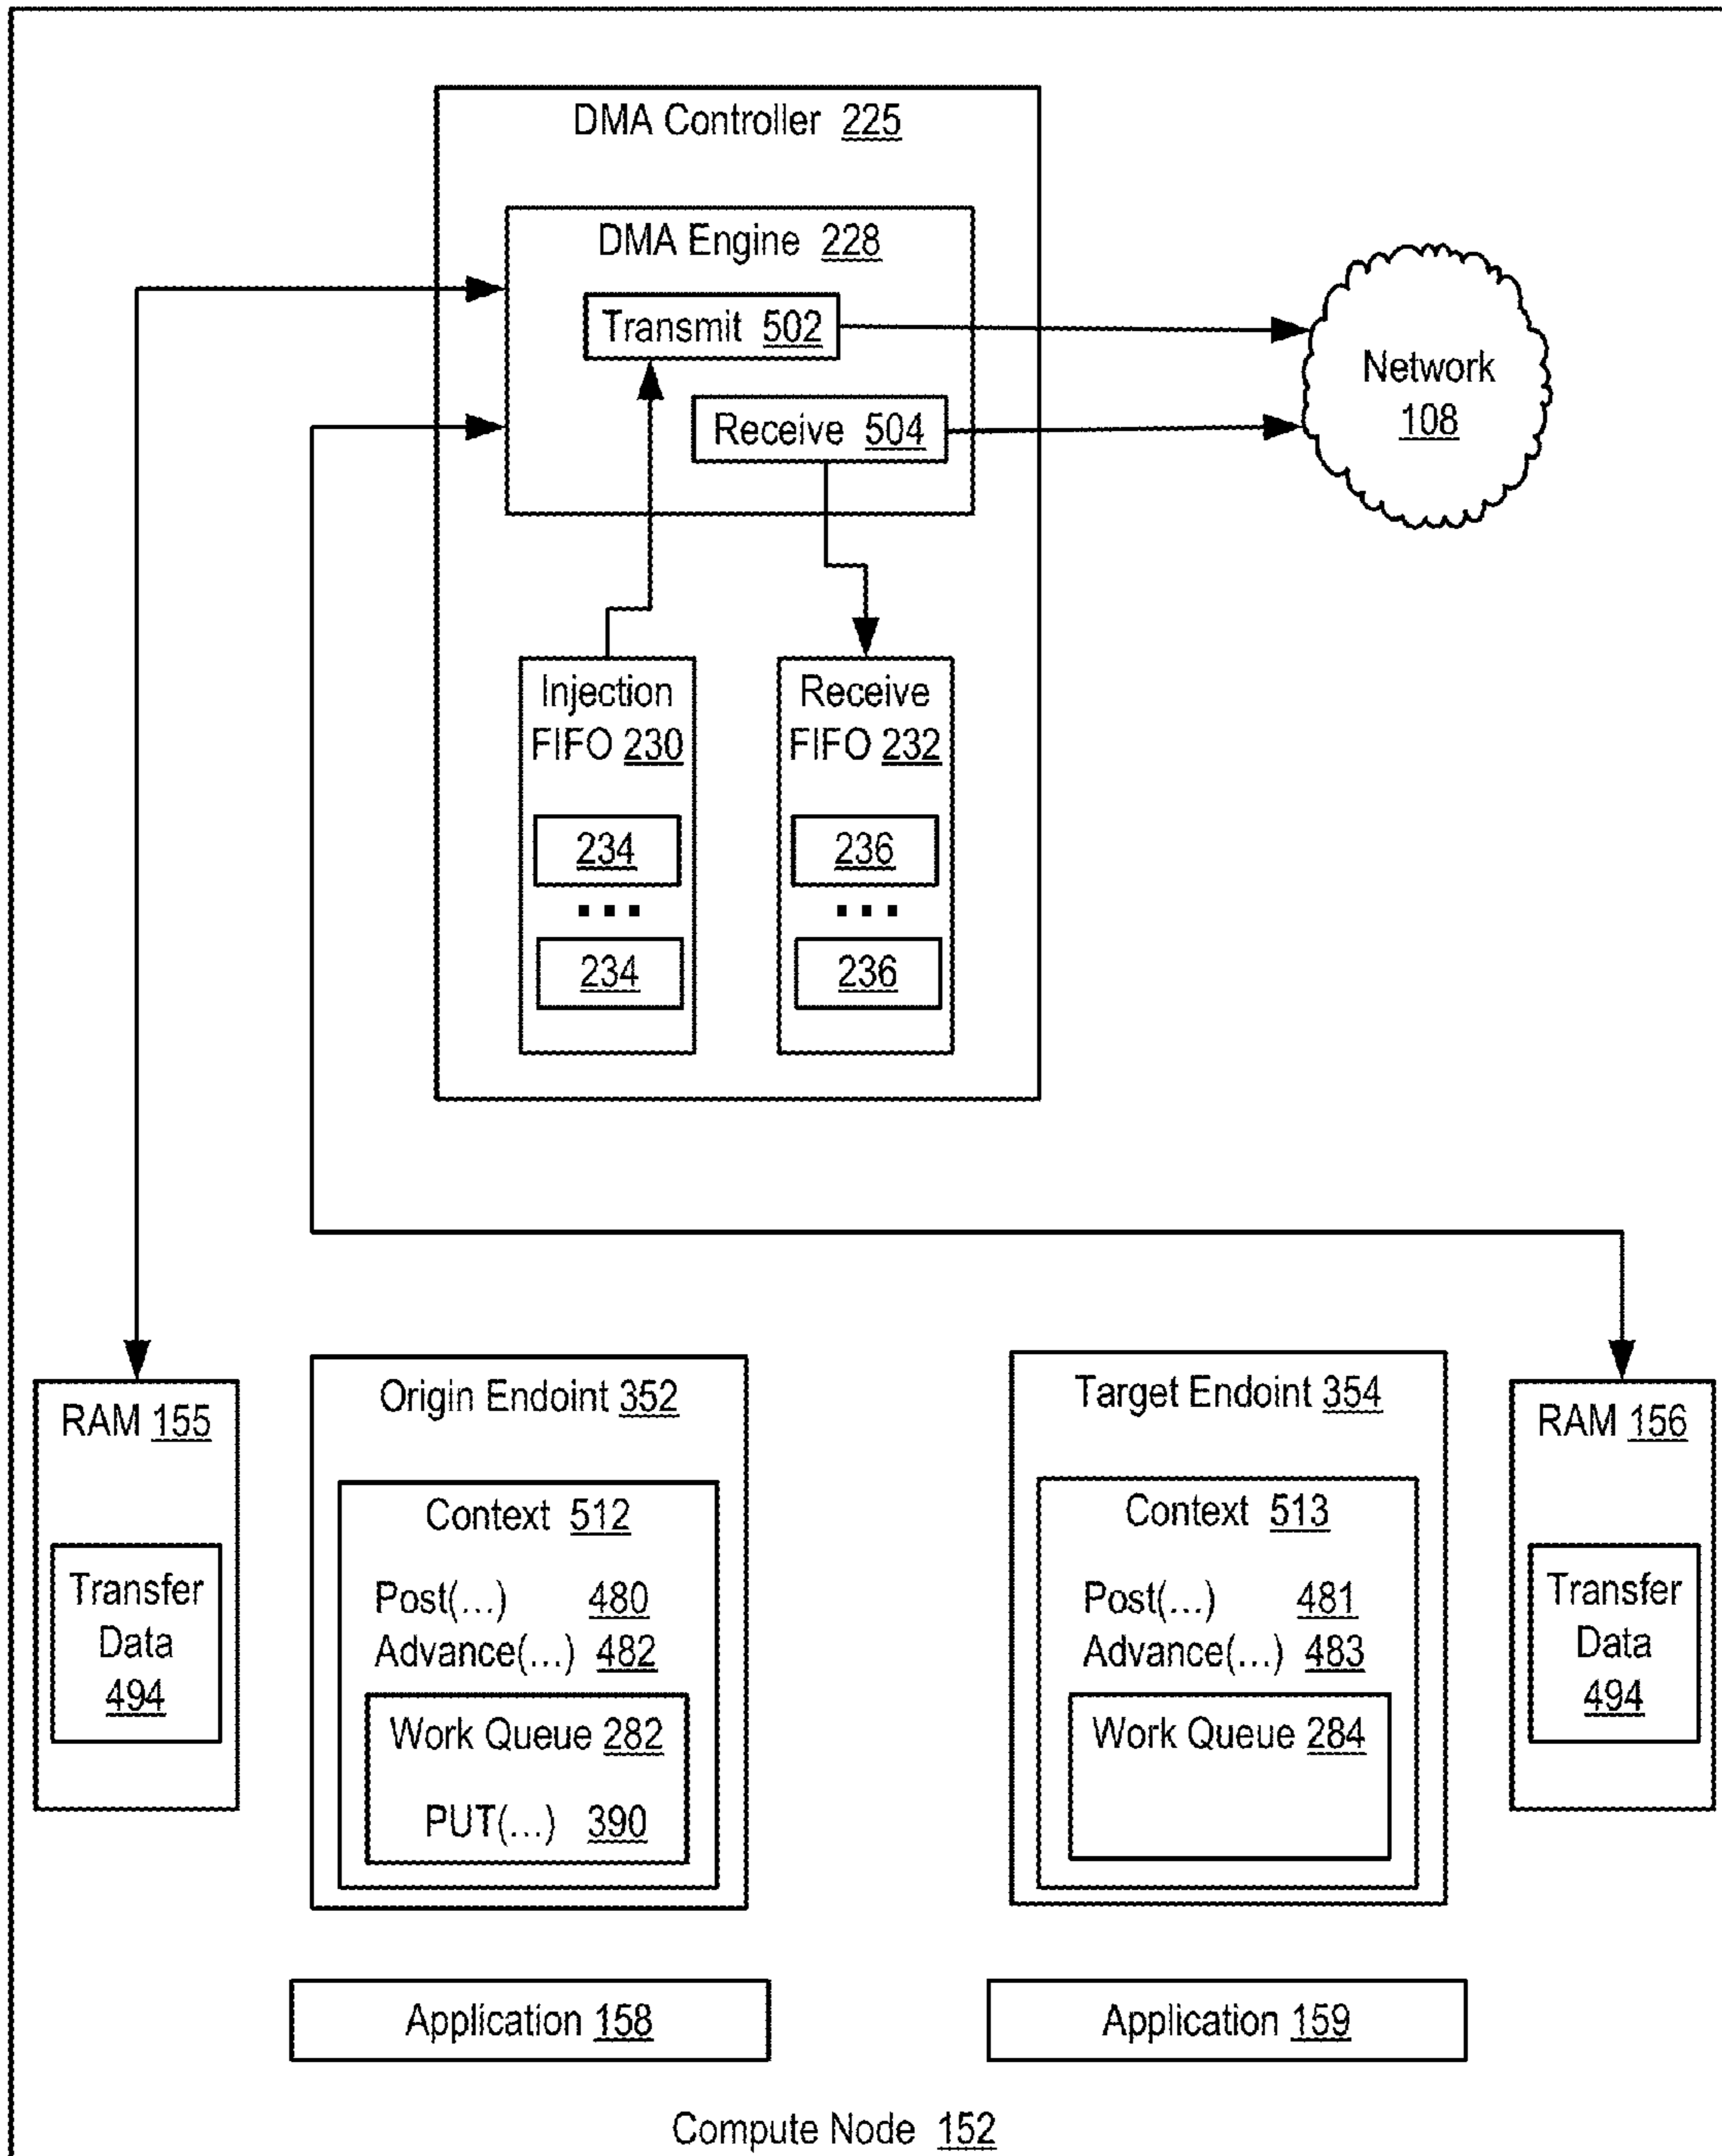 DMA Controller 225
DMA Engine 228
Transmit 502
Receive 504
Network
108
Injection
FIFO 230
234
...
234
Receive
FIFO 232
236
...
236
RAM 155
Transfer
Data
494
Origin Endoint 352
Context 512
Post(...) 480
Advance(...) 482
Work Queue 282
PUT(...) 390
Target Endoint 354
Context 513
Post(...) 481
Advance(...) 483
Work Queue 284
RAM 156
Transfer
Data
494
Application 158
Application 159
Compute Node 152